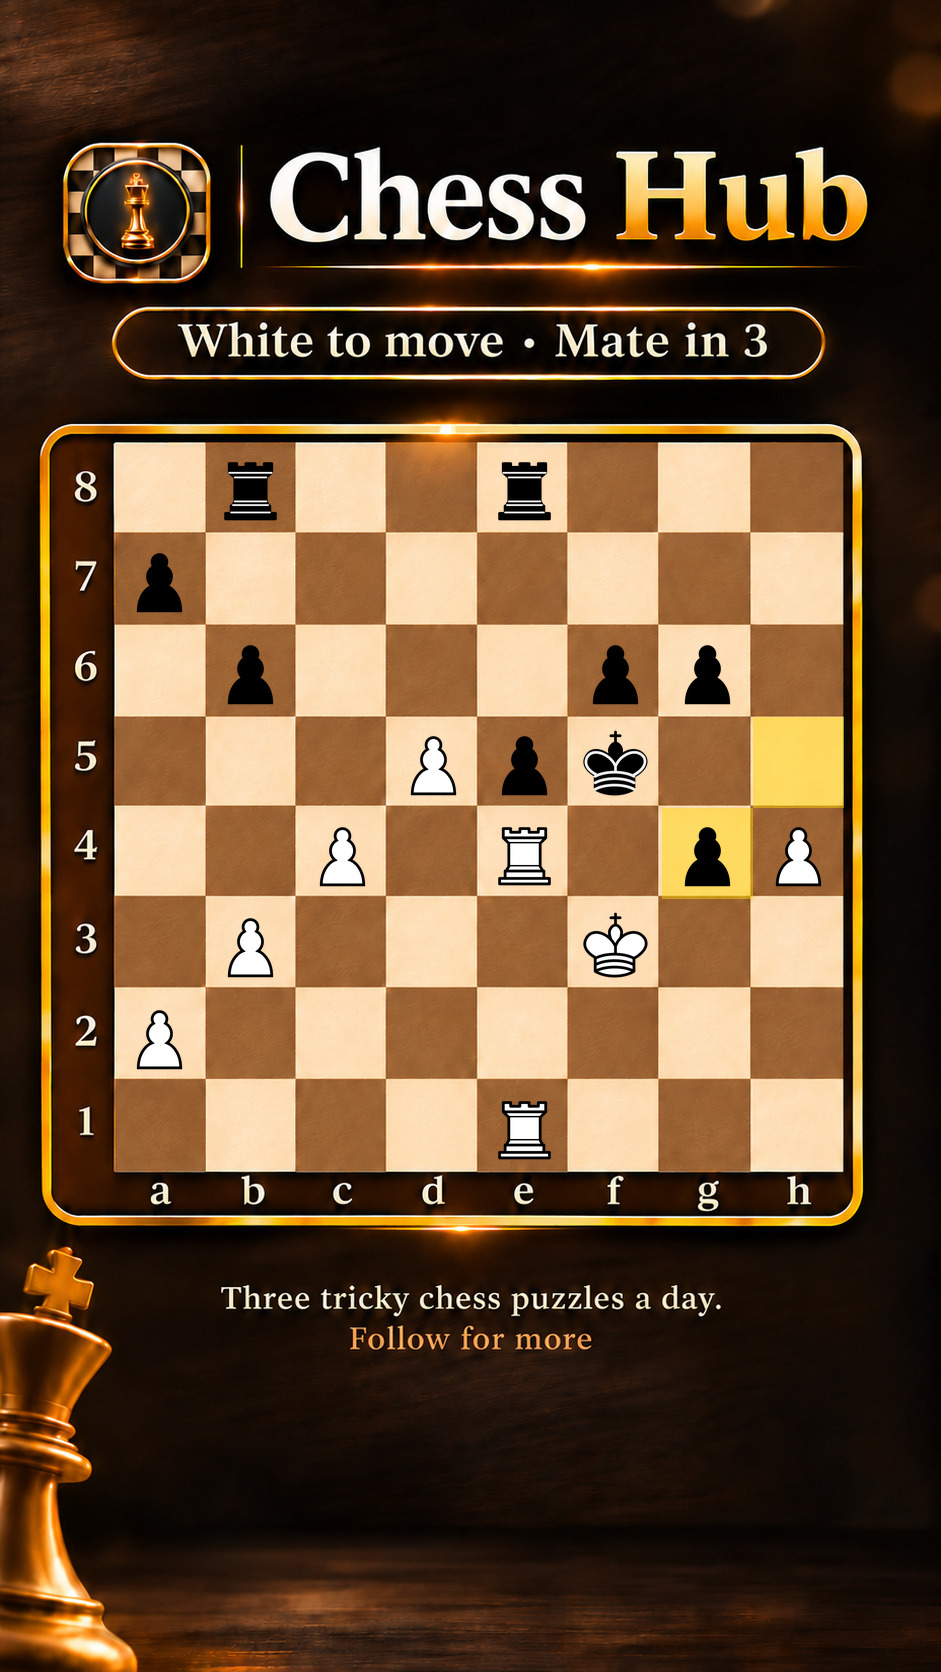 Chess Hub
White to move • Mate in 3
8
7
6
5
4
3
2
1
a b c d e f g h
Three tricky chess puzzles a day.
Follow for more